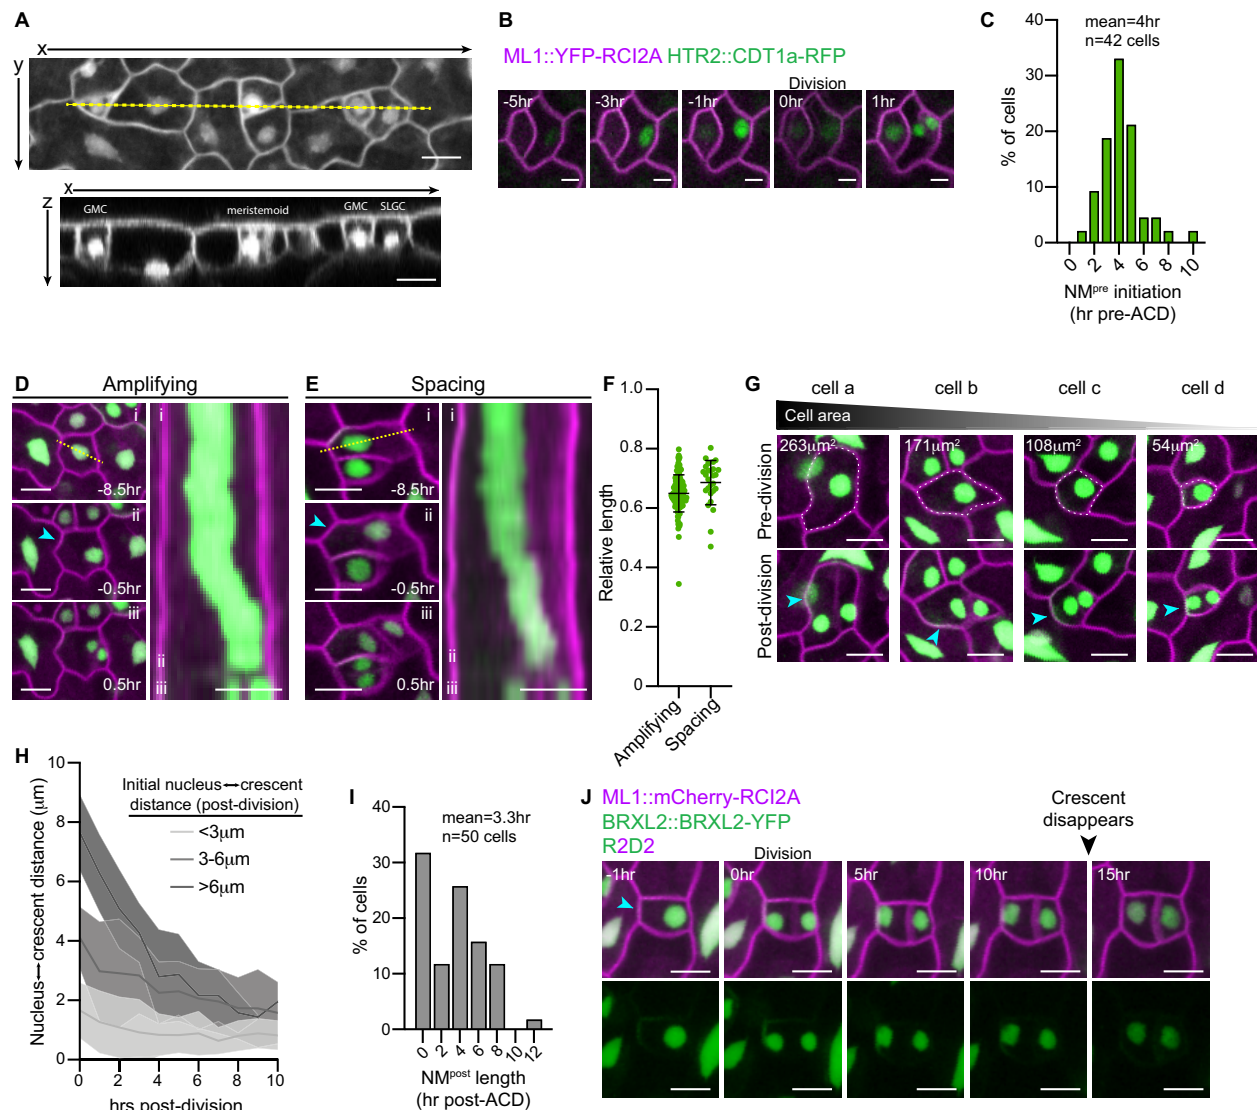 A
x
y
x
z
GMC
meristemoid
GMC
SLGC
B
ML1::YFP-RCI2A HTR2::CDT1a-RFP
Division
-5hr
-3hr
-1hr
0hr
1hr
C
mean=4hr
n=42 cells
% of cells
40
30
20
10
0
0
2
4
6
8
10
NMpre initiation
(hr pre-ACD)
D
Amplifying
i
-8.5hr
ii
-0.5hr
iii
0.5hr
i
ii
iii
E
Spacing
i
-8.5hr
ii
-0.5hr
iii
0.5hr
i
ii
iii
F
Relative length
1.0
0.8
0.6
0.4
0.2
0
Amplifying
Spacing
G
cell a
cell b
cell c
cell d
Cell area
263μm2
171μm2
108μm2
54μm2
Pre-division
Post-division
H
Nucleus↔crescent distance (μm)
10
8
6
4
2
0
Initial nucleus↔crescent
distance (post-division)
<3μm
3-6μm
>6μm
0
2
4
6
8
10
hrs post-division
I
mean=3.3hr
n=50 cells
% of cells
40
30
20
10
0
0
2
4
6
8
10
12
NMpost length
(hr post-ACD)
J
ML1::mCherry-RCI2A
BRXL2::BRXL2-YFP
R2D2
Division
Crescent
disappears
-1hr
0hr
5hr
10hr
15hr